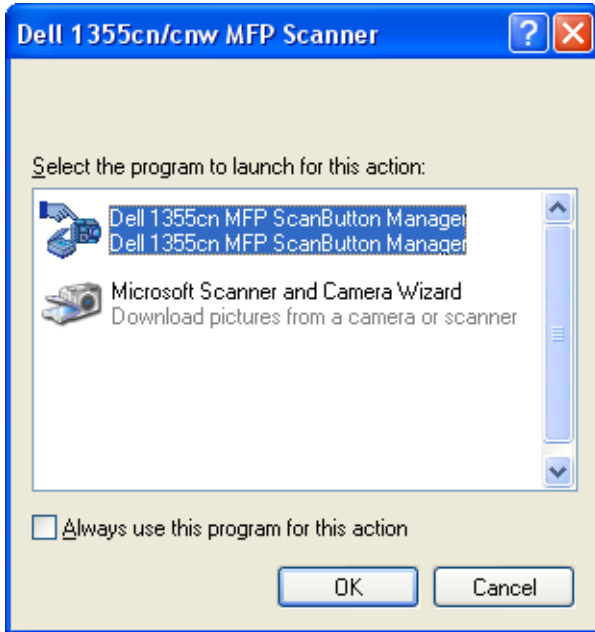 Dell 1355cn/cnw MFP Scanner
Select the program to launch for this action:
Dell 1355cn MFP ScanButton Manager
Dell 1355cn MFP ScanButton Manager
Microsoft Scanner and Camera Wizard
Download pictures from a camera or scanner
Always use this program for this action
OK Cancel